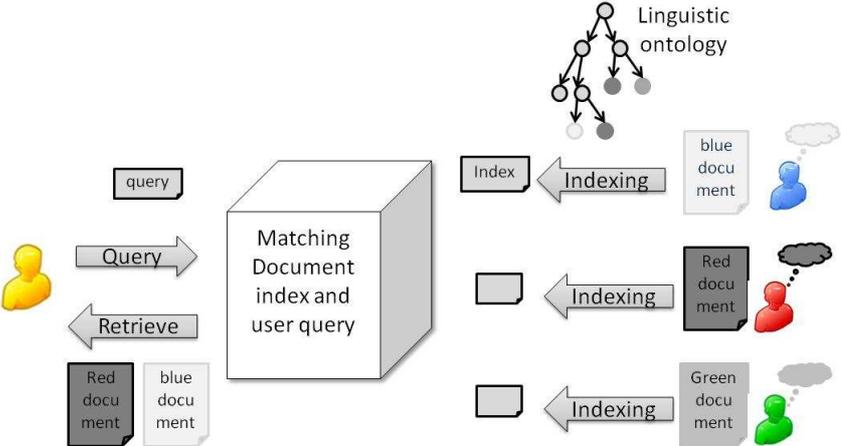 Linguistic
ontology
query
Index
Indexing
blue
docu
ment
Query
Matching
Document
index and
user query
Indexing
Red
docu
ment
Retrieve
Red
docu
ment
blue
docu
ment
Indexing
Green
docu
ment